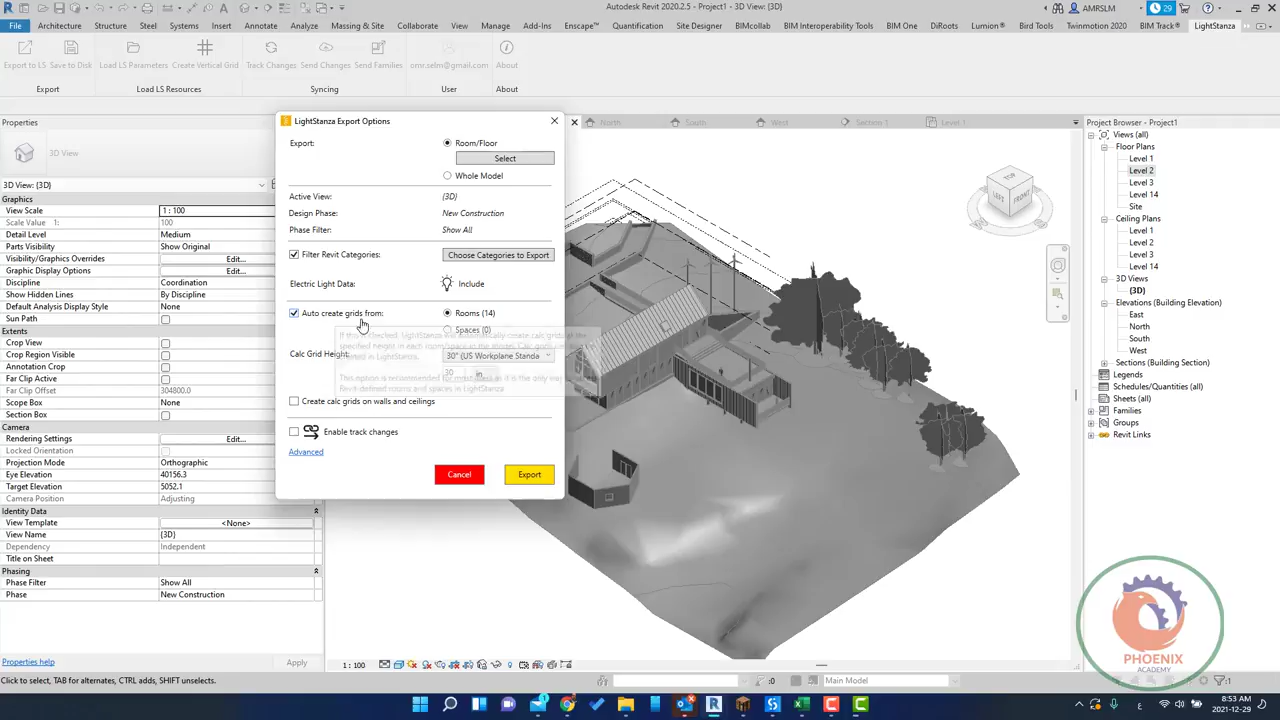 Autodesk Revit 2020.2.5 - Project1 - 3D View: {3D}
AMRSLM
29
File Architecture Structure Steel Systems Insert Annotate Analyze Massing & Site Collaborate View Manage Add-Ins Enscape™ Quantification Site Designer BIMcollab BIM Interoperability Tools BIM One DiRoots Lumion® Bird Tools Twinmotion 2020 BIM Track® LightStanza
Export to LS Save to Disk Load LS Parameters Create Vertical Grid Track Changes Send Changes Send Families omr.selm@gmail.com About
Export Load LS Resources Syncing User About
Properties
3D View
3D View: {3D}
Graphics
View Scale 1 : 100
Scale Value 1: 100
Detail Level Medium
Parts Visibility Show Original
Visibility/Graphics Overrides Edit...
Graphic Display Options Edit...
Discipline Coordination
Show Hidden Lines By Discipline
Default Analysis Display Style None
Sun Path
Extents
Crop View
Crop Region Visible
Annotation Crop
Far Clip Active
Far Clip Offset 304800.0
Scope Box None
Section Box
Camera
Rendering Settings Edit...
Locked Orientation
Projection Mode Orthographic
Eye Elevation 40156.3
Target Elevation 5052.1
Camera Position Adjusting
Identity Data
View Template <None>
View Name {3D}
Dependency Independent
Title on Sheet
Phasing
Phase Filter Show All
Phase New Construction
Properties help Apply
LightStanza Export Options
Export: Room/Floor
Select
Whole Model
Active View: {3D}
Design Phase: New Construction
Phase Filter: Show All
Filter Revit Categories: Choose Categories to Export
Electric Light Data: Include
Auto create grids from: Rooms (14)
Spaces (0)
Calc Grid Height: 30" (US Workplane Standa
30 in
Create calc grids on walls and ceilings
Enable track changes
Advanced
Cancel Export
North South West Section 1 Level 1
TOP
LEFT FRONT
Project Browser - Project1
Views (all)
Floor Plans
Level 1
Level 2
Level 3
Level 14
Site
Ceiling Plans
Level 1
Level 2
Level 3
Level 14
3D Views
{3D}
Elevations (Building Elevation)
East
North
South
West
Sections (Building Section)
Legends
Schedules/Quantities (all)
Sheets (all)
Families
Groups
Revit Links
PHOENIX
ACADEMY
1 : 100
Click to select, TAB for alternates, CTRL adds, SHIFT unselects.
:0 Main Model :1
8:53 AM
2021-12-29